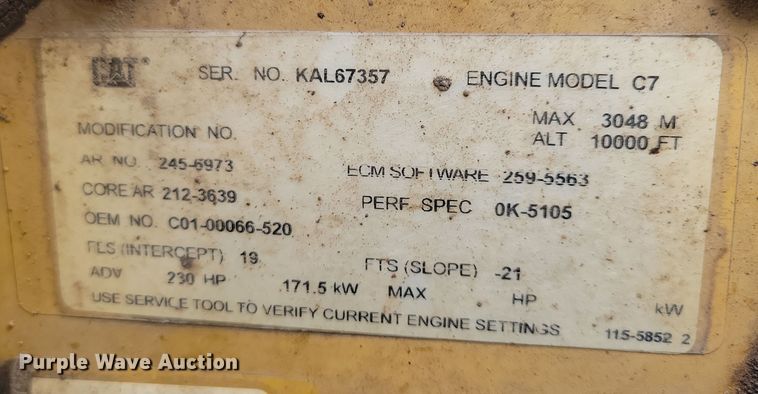 CAT SER. NO. KAL67357 ENGINE MODEL C7
MAX 3048 M
MODIFICATION NO. ALT 10000 FT
AR NO. 245-6973 ECM SOFTWARE 259-5563
CORE AR 212-3639 PERF SPEC 0K-5105
OEM NO. C01-00066-520
FLS (INTERCEPT) 19 FTS (SLOPE) -21
ADV 230 HP 171.5 kW MAX HP kW
USE SERVICE TOOL TO VERIFY CURRENT ENGINE SETTINGS 115-5852 2
Purple Wave Auction